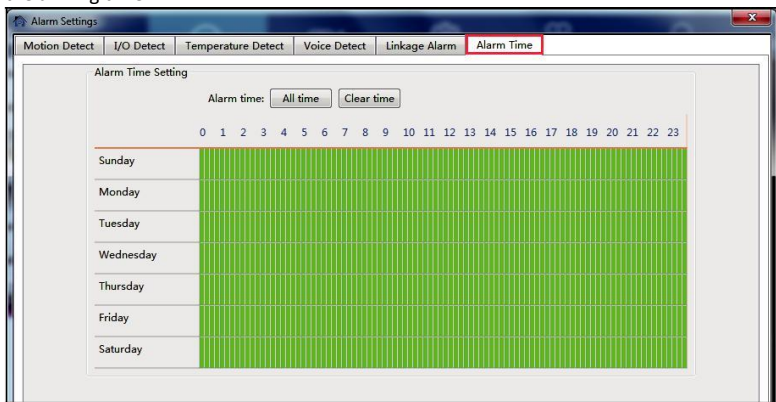 Alarm Settings
Motion Detect I/O Detect Temperature Detect Voice Detect Linkage Alarm Alarm Time
Alarm Time Setting
Alarm time: All time Clear time
0 1 2 3 4 5 6 7 8 9 10 11 12 13 14 15 16 17 18 19 20 21 22 23
Sunday
Monday
Tuesday
Wednesday
Thursday
Friday
Saturday